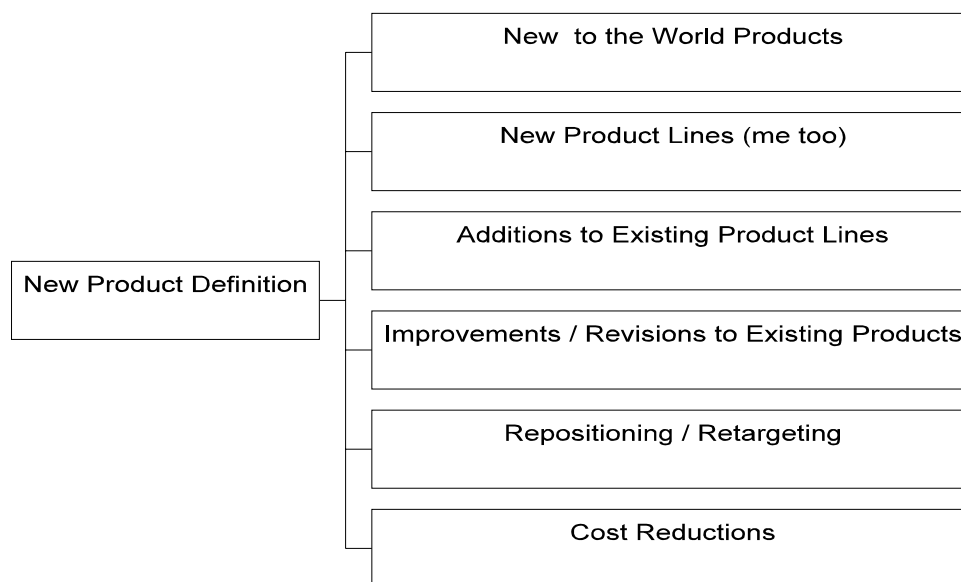 New  to the World Products
New Product Lines (me too)
Additions to Existing Product Lines
New Product Definition
Improvements / Revisions to Existing Products
Repositioning / Retargeting
Cost Reductions